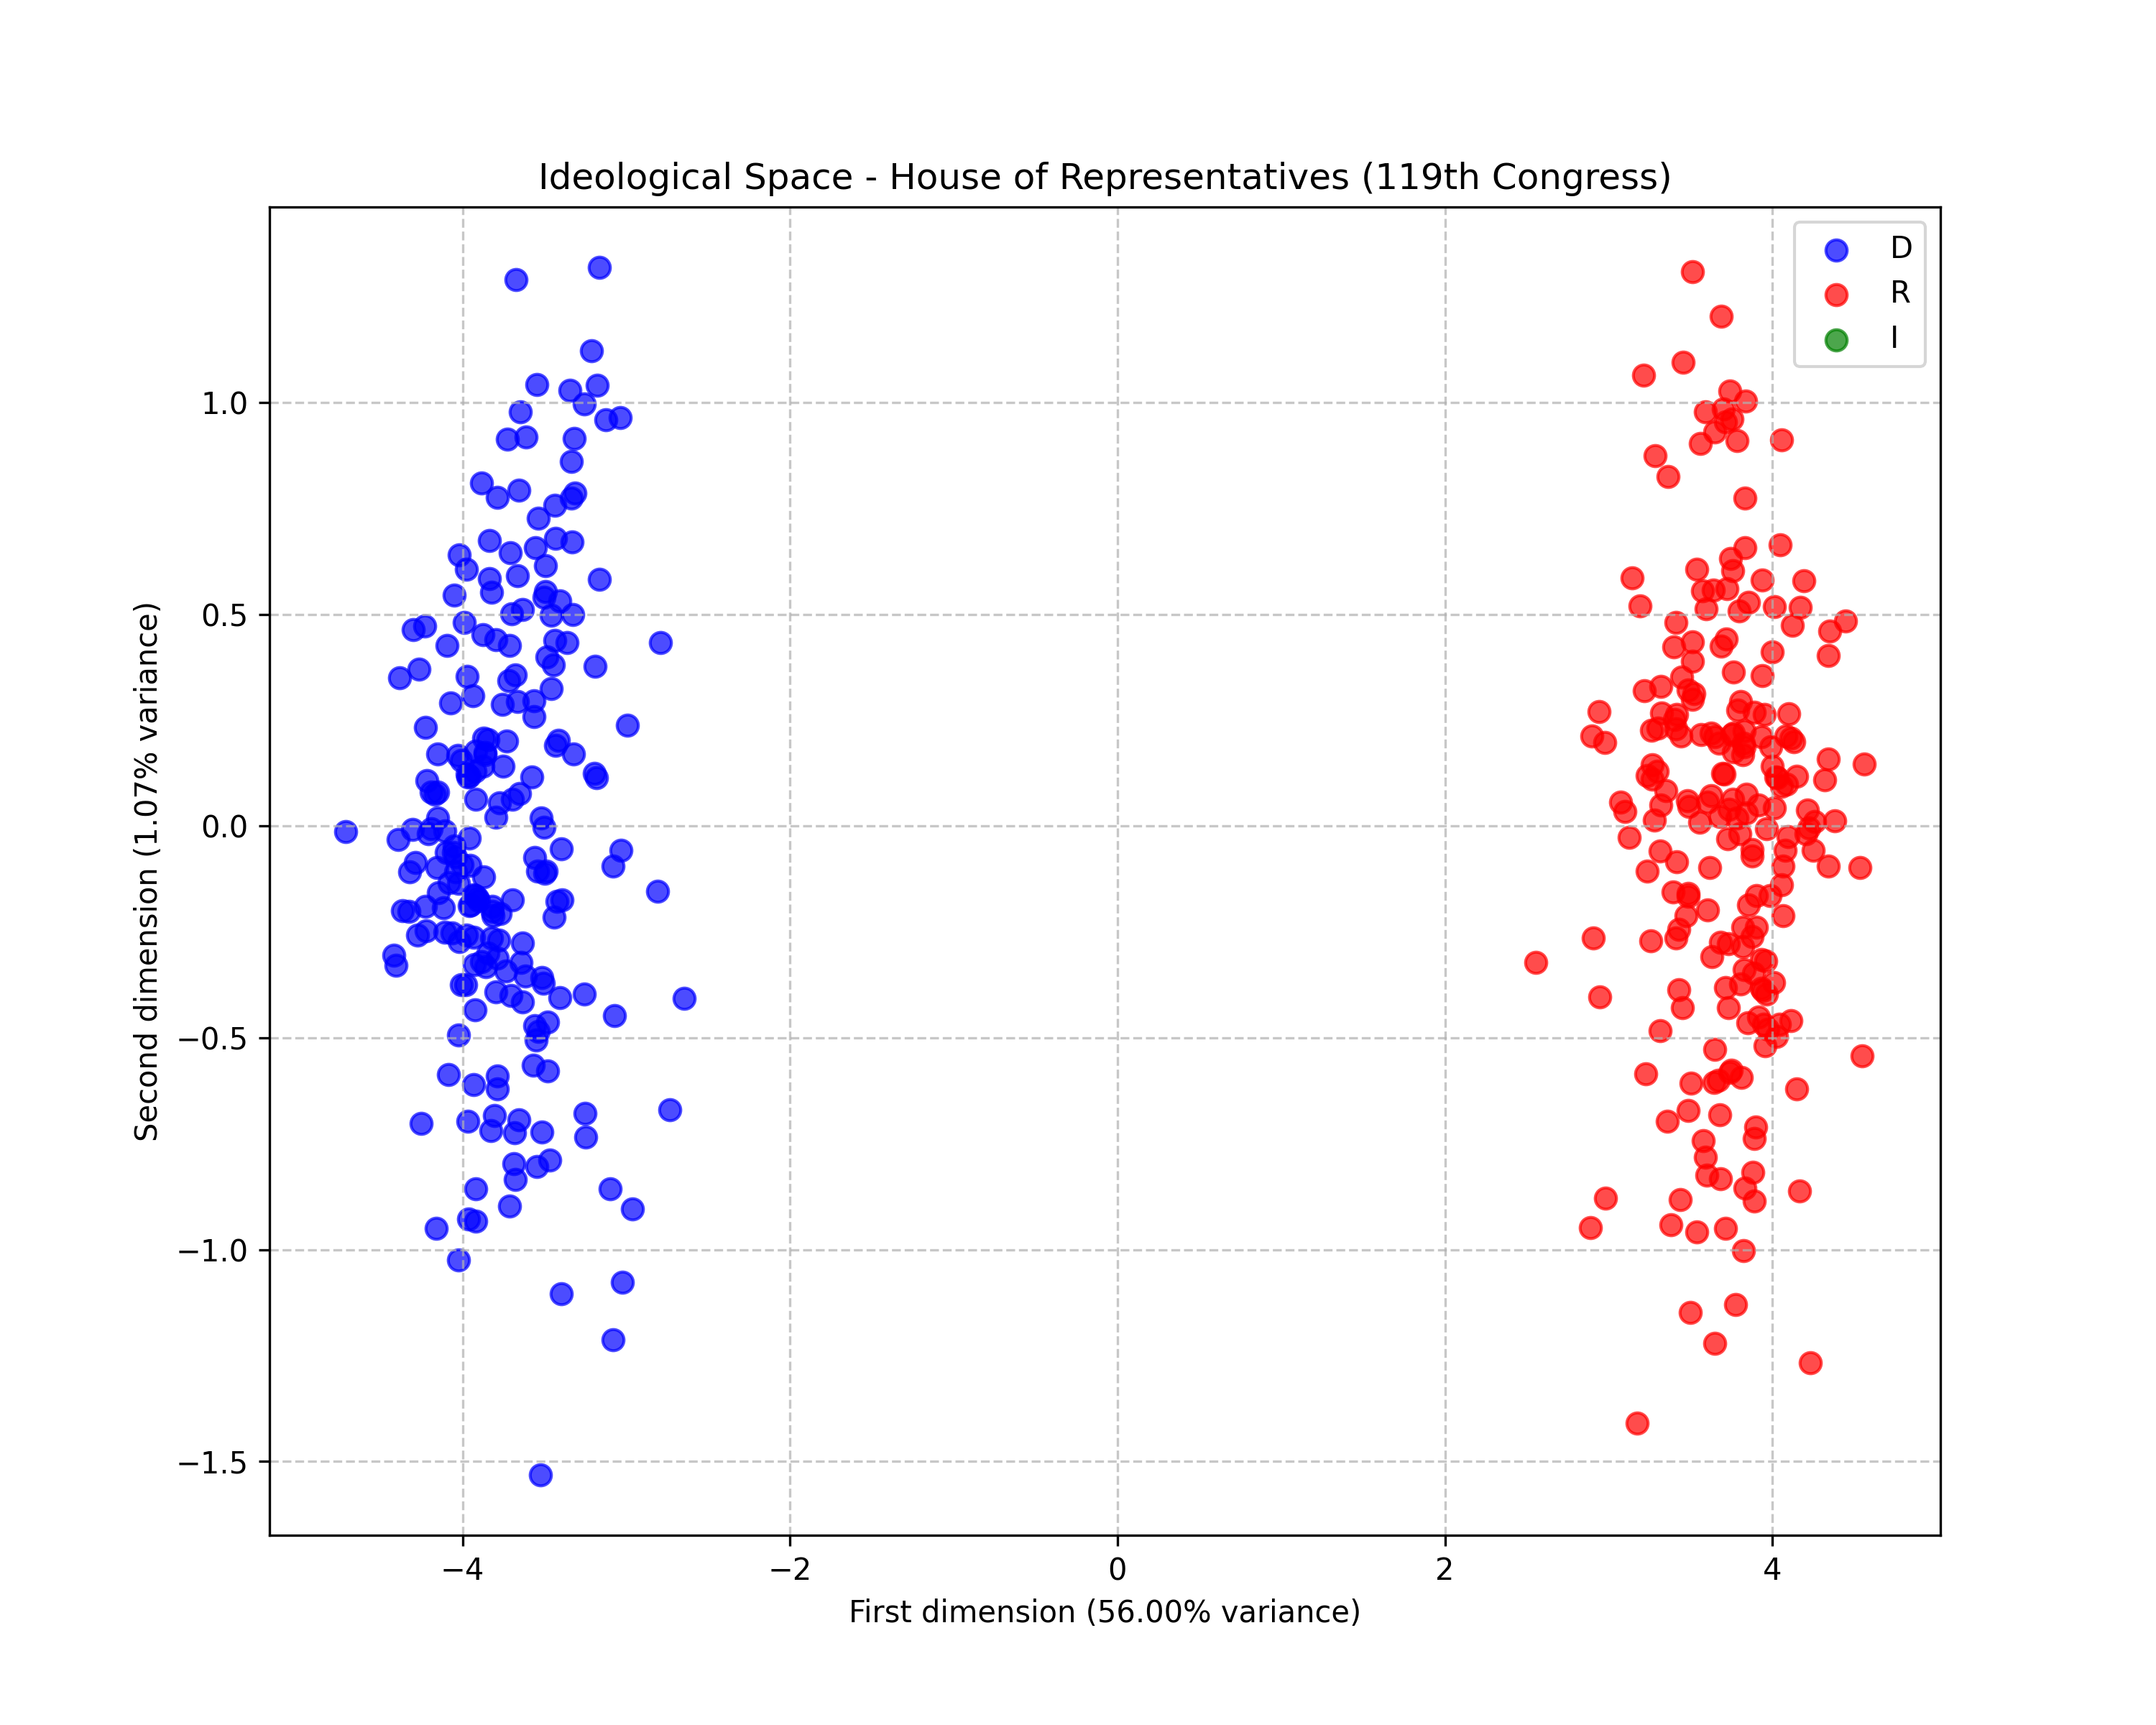 Ideological Space - House of Representatives (119th Congress)
D
R
I
1.0
0.5
0.0
−0.5
−1.0
−1.5
Second dimension (1.07% variance)
−4
−2
0
2
4
First dimension (56.00% variance)